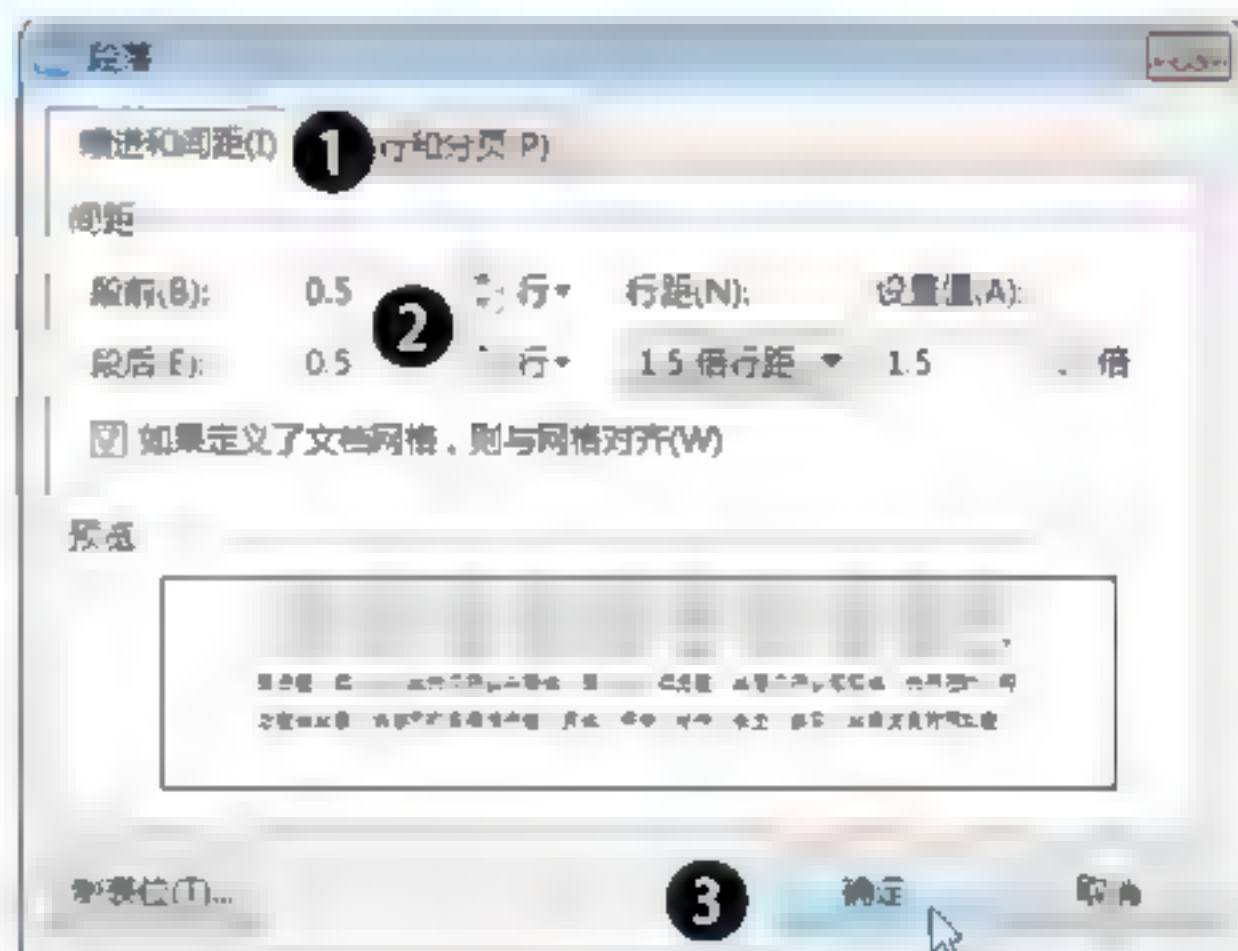 段落
缩进和间距(I) 1 行和分页 P)
间距
段前(B): 0.5 2 行 行距(N): 设置值(A):
段后 E): 0.5 行 1 5 倍行距 1.5 倍
如果定义了文档网格，则与网格对齐(W)
预览
制表位(T)... 3 确定 取消